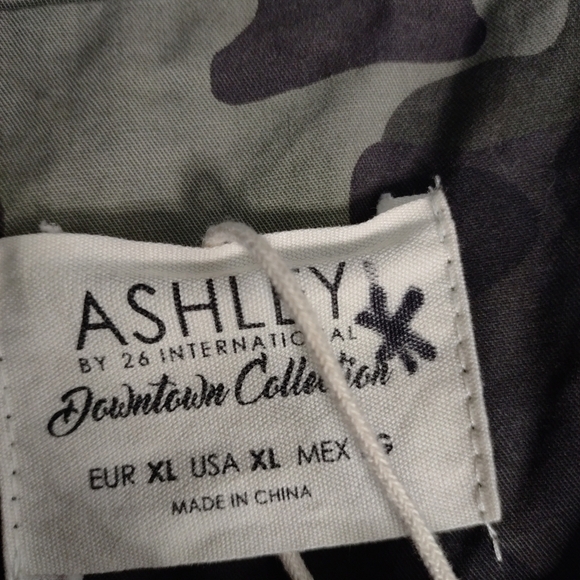 ASHLEY
BY 26 INTERNATIONAL
Downtown Collection
EUR XL USA XL MEX
MADE IN CHINA